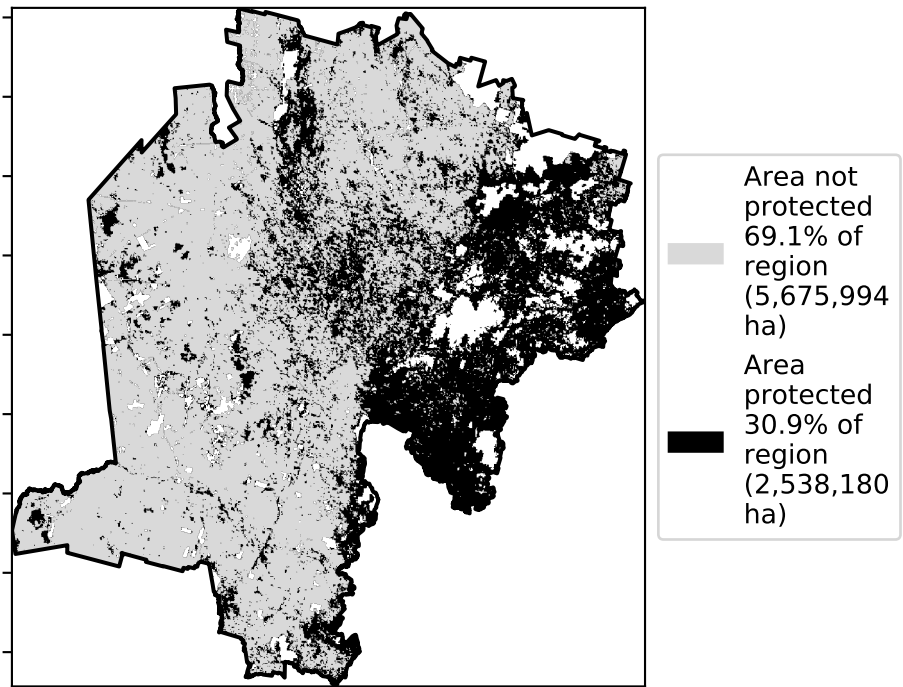 Area not
protected
69.1% of
region
(5,675,994
ha)
Area
protected
30.9% of
region
(2,538,180
ha)